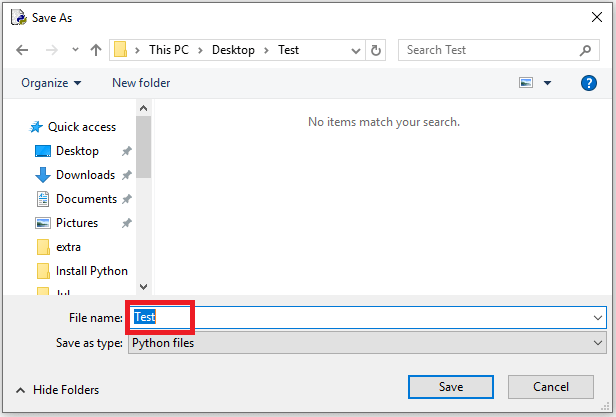 Save As
This PC > Desktop > Test
Search Test
Organize
New folder
?
No items match your search.
Quick access
Desktop
Downloads
Documents
Pictures
extra
Install Python
File name: Test
Save as type: Python files
Hide Folders
Save
Cancel